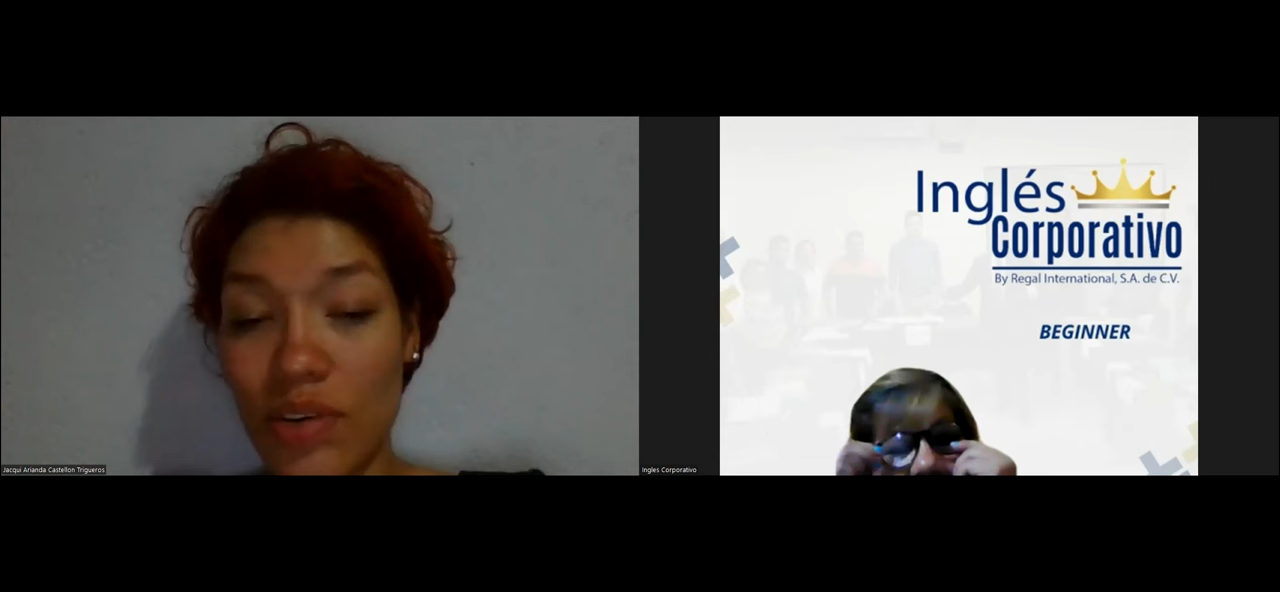 Inglés
Corporativo
By Regal International, S.A. de C.V.
BEGINNER
Jacqui Arianda Castellon Trigueros
Ingles Corporativo